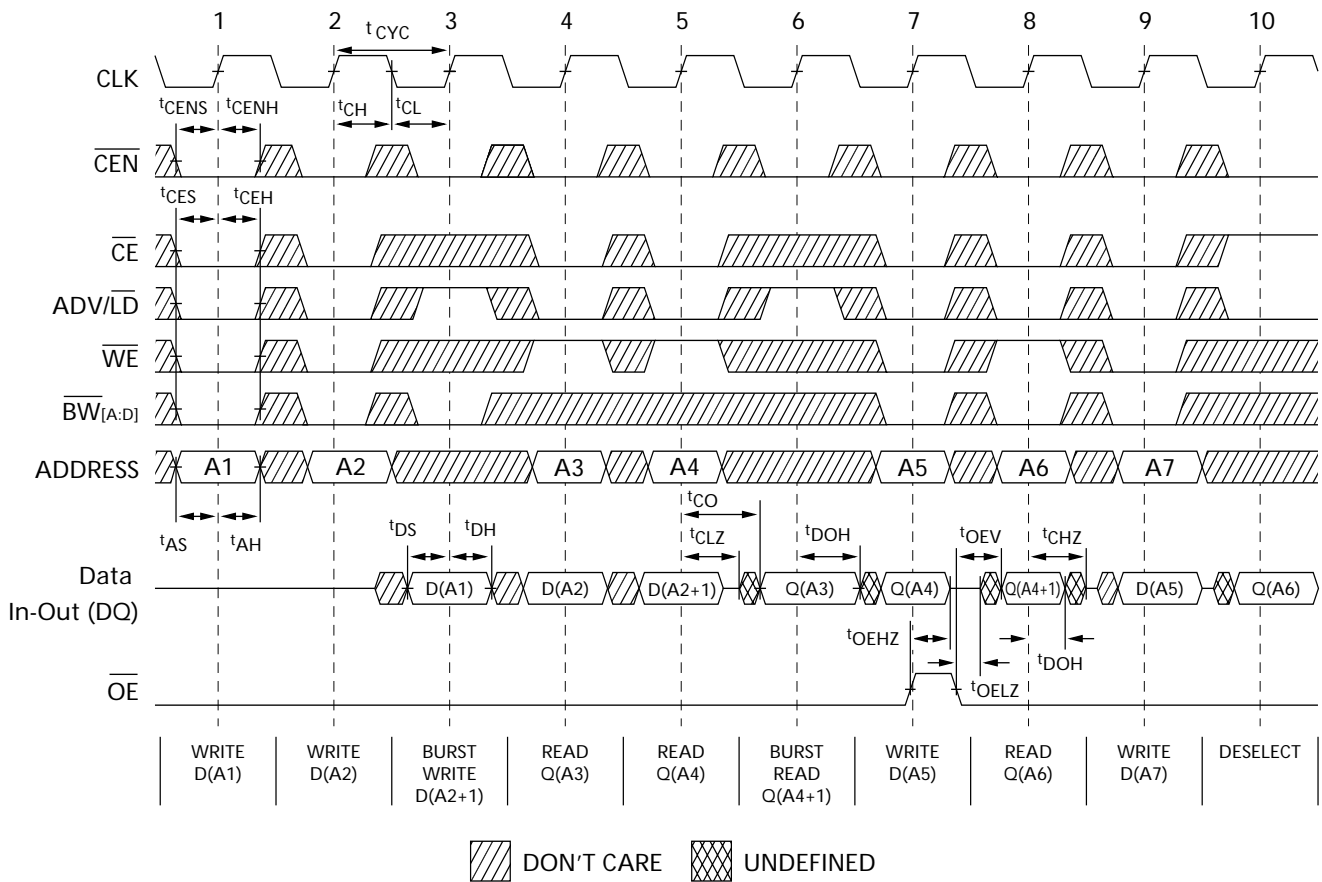 1 2 3 4 5 6 7 8 9 10
tCYC
CLK
tCENS tCENH tCH tCL
CEN
tCES tCEH
CE
ADV/LD
WE
BW[A:D]
ADDRESS A1 A2 A3 A4 A5 A6 A7
tCO
tAS tAH tDS tDH tCLZ tDOH tOEV tCHZ
Data
In-Out (DQ)
D(A1) D(A2) D(A2+1) Q(A3) Q(A4) Q(A4+1) D(A5) Q(A6)
tOEHZ tDOH
tOELZ
OE
WRITE
D(A1)
WRITE
D(A2)
BURST
WRITE
D(A2+1)
READ
Q(A3)
READ
Q(A4)
BURST
READ
Q(A4+1)
WRITE
D(A5)
READ
Q(A6)
WRITE
D(A7)
DESELECT
DON'T CARE UNDEFINED